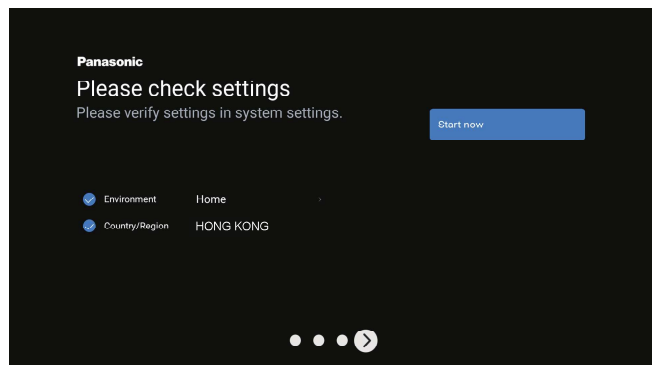 Panasonic
Please check settings
Please verify settings in system settings.
Start now
Environment Home
Country/Region HONG KONG